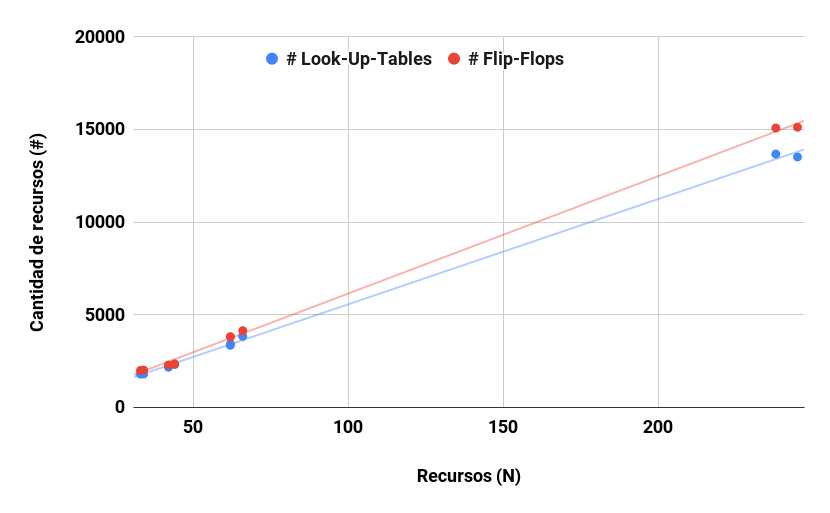 20000
# Look-Up-Tables # Flip-Flops
15000
10000
5000
0
Cantidad de recursos (#)
50 100 150 200
Recursos (N)